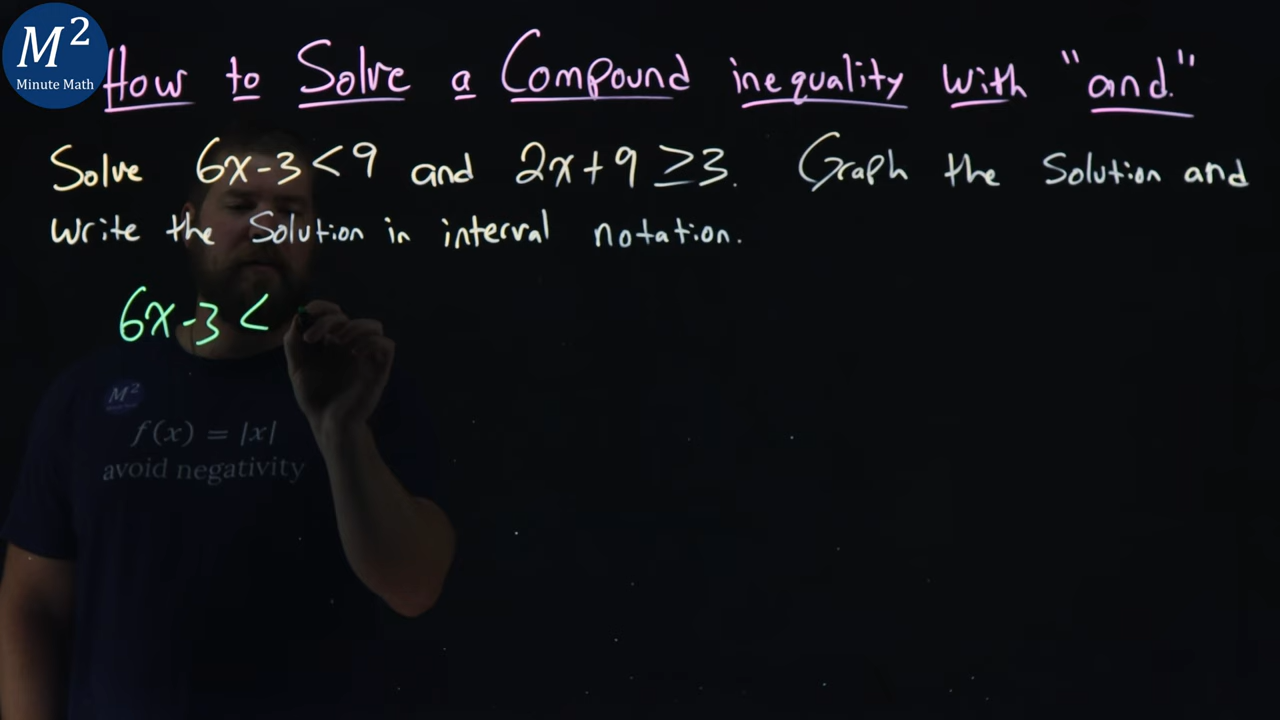 M²
Minute Math
How to Solve a Compound inequality with "and."
Solve 6x-3<9 and 2x+9≥3. Graph the Solution and
write the Solution in interval notation.
6x-3<
M²
f(x) = |x|
avoid negativity